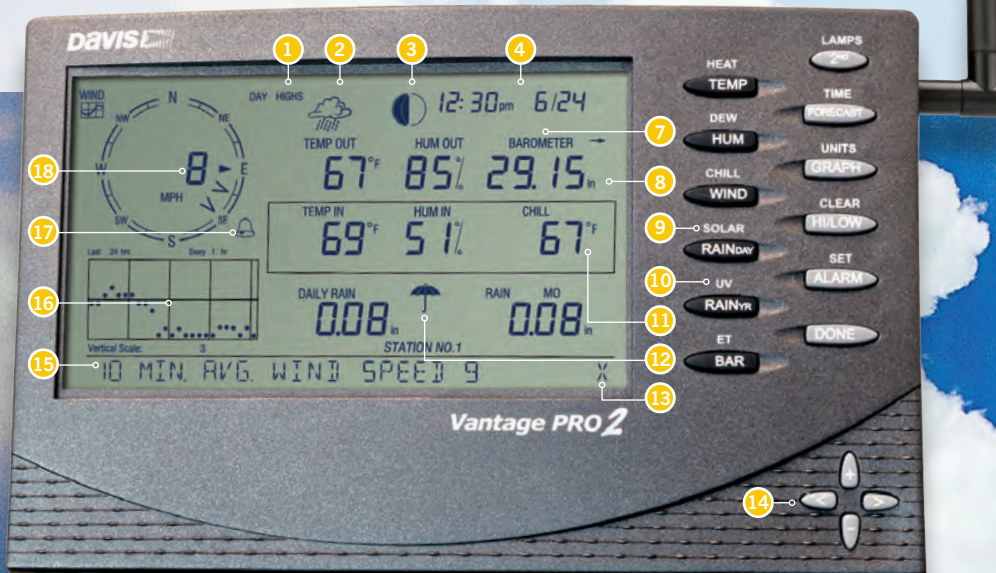 DAVIS
LAMPS
1 2 3 4
HEAT
2ND
TEMP
TIME
FORECAST
WIND
N
DAY HIGHS
12:30pm 6/24
NW NE
TEMP OUT HUM OUT BAROMETER
7
67°F 85% 29.15in
8
DEW
HUM
UNITS
GRAPH
18
W 8 E
MPH
SW SE
S
17
TEMP IN HUM IN CHILL
69°F 51% 67°F
CHILL
WIND
CLEAR
HI/LOW
9 SOLAR
RAINDAY
SET
ALARM
10 UV
RAINYR
11
Last 24 hrs Every 1 hr
16
DAILY RAIN RAIN MO
0.08in 0.08in
Vertical Scale: 3
STATION NO.1
12
ET
BAR
DONE
15
10 MIN. AVG. WIND SPEED 9 X
13
Vantage PRO2
14
+
< >
-